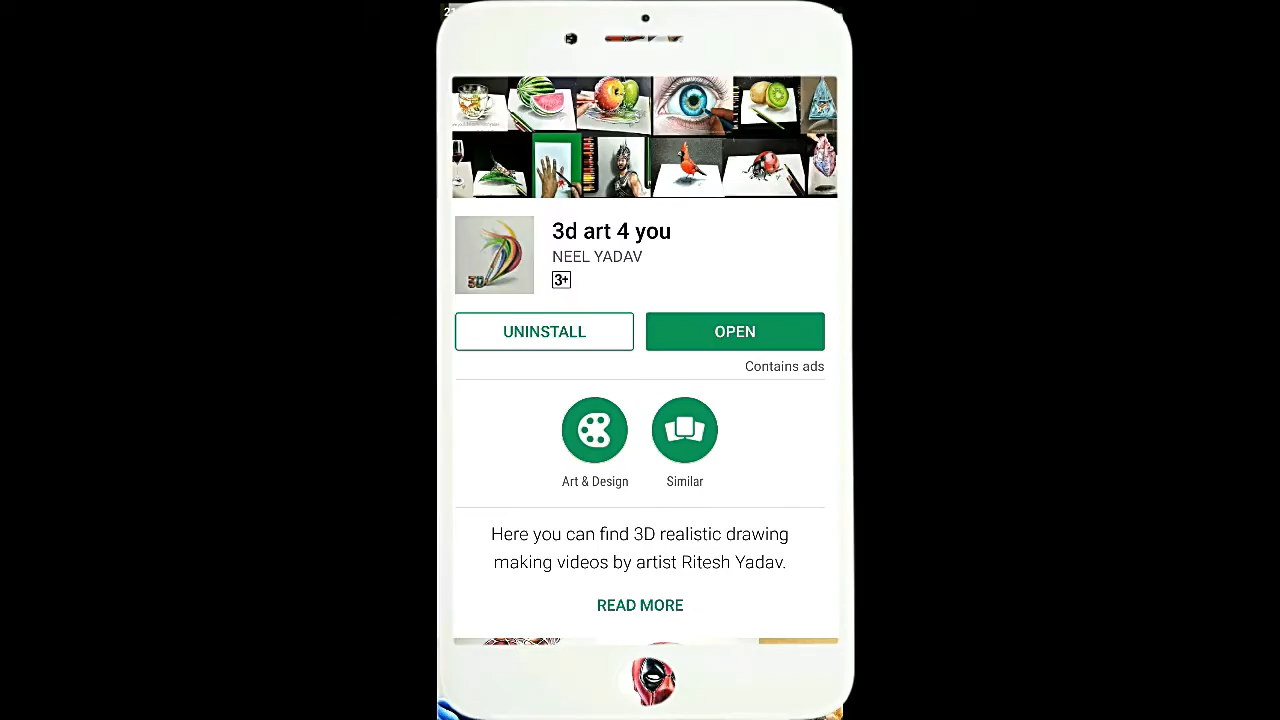 3d art 4 you
NEEL YADAV
3+
UNINSTALL
OPEN
Contains ads
Art & Design
Similar
Here you can find 3D realistic drawing
making videos by artist Ritesh Yadav.
READ MORE
3D